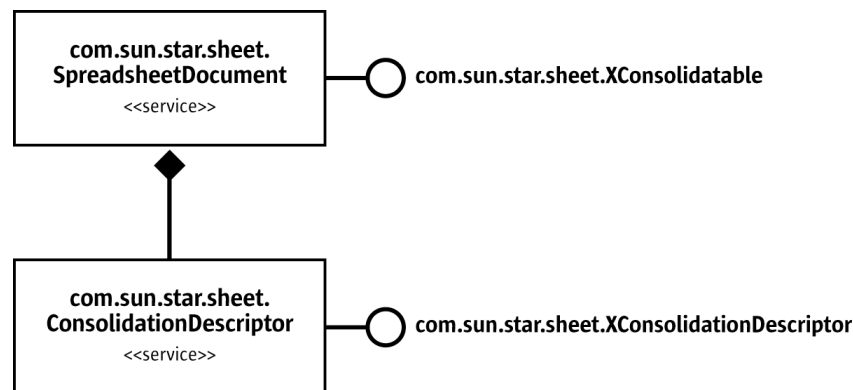 com.sun.star.sheet.
SpreadsheetDocument
<<service>>
com.sun.star.sheet.XConsolidatable
com.sun.star.sheet.
ConsolidationDescriptor
<<service>>
com.sun.star.sheet.XConsolidationDescriptor